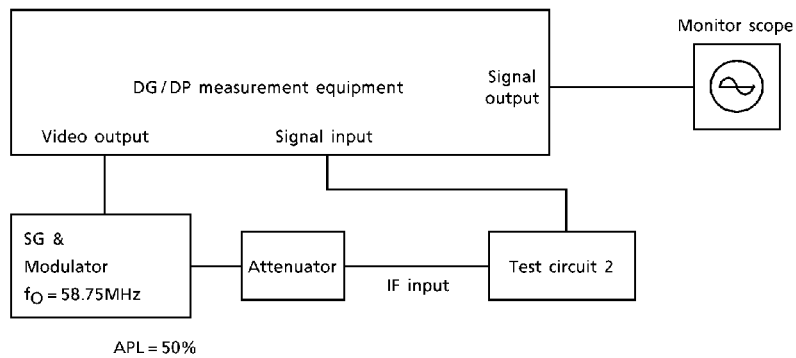 Monitor scope
DG/DP measurement equipment
Signal
output
Video output
Signal input
SG &
Modulator
fO = 58.75MHz
Attenuator
IF input
Test circuit 2
APL = 50%